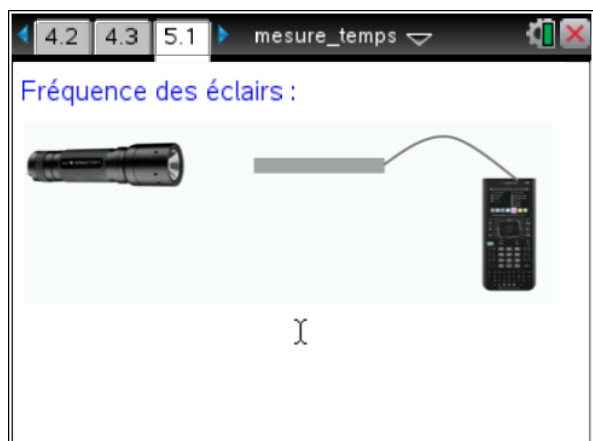 4.2 4.3 5.1 mesure_temps
Fréquence des éclairs :